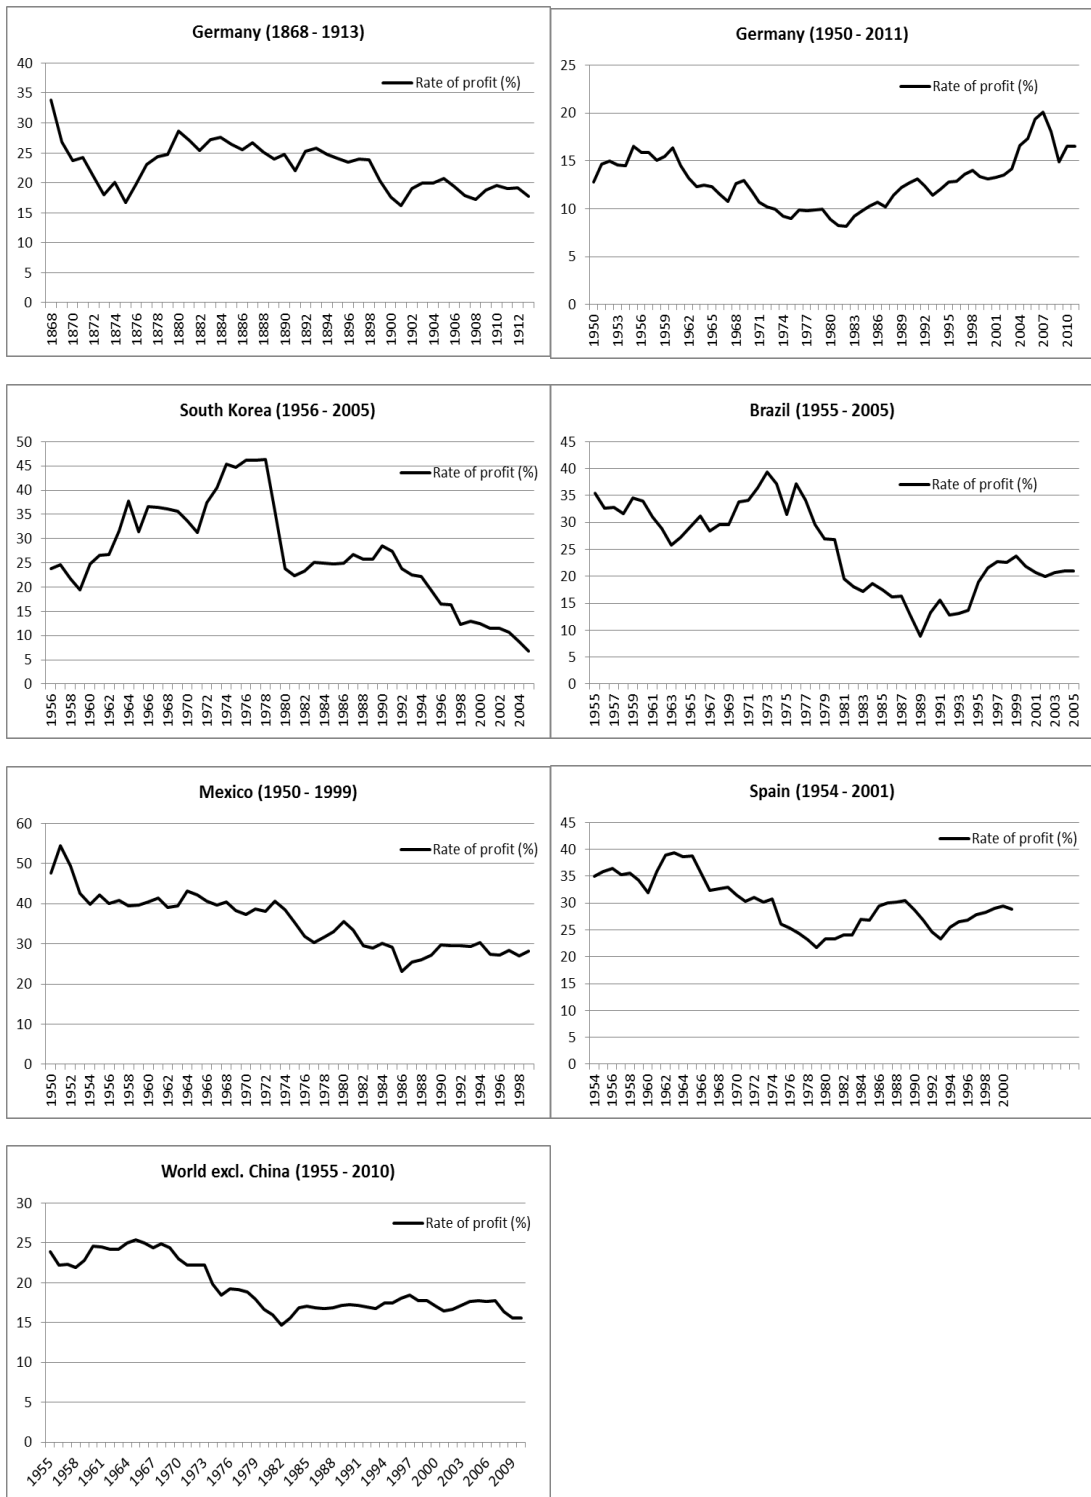 Germany (1868 - 1913)
Rate of profit (%)
40
35
30
25
20
15
10
5
0
1868 1870 1872 1874 1876 1878 1880 1882 1884 1886 1888 1890 1892 1894 1896 1898 1900 1902 1904 1906 1908 1910 1912
Germany (1950 - 2011)
Rate of profit (%)
25
20
15
10
5
0
1950 1953 1956 1959 1962 1965 1968 1971 1974 1977 1980 1983 1986 1989 1992 1995 1998 2001 2004 2007 2010
South Korea (1956 - 2005)
Rate of profit (%)
50
45
40
35
30
25
20
15
10
5
0
1956 1958 1960 1962 1964 1966 1968 1970 1972 1974 1976 1978 1980 1982 1984 1986 1988 1990 1992 1994 1996 1998 2000 2002 2004
Brazil (1955 - 2005)
Rate of profit (%)
45
40
35
30
25
20
15
10
5
0
1955 1957 1959 1961 1963 1965 1967 1969 1971 1973 1975 1977 1979 1981 1983 1985 1987 1989 1991 1993 1995 1997 1999 2001 2003 2005
Mexico (1950 - 1999)
Rate of profit (%)
60
50
40
30
20
10
0
1950 1952 1954 1956 1958 1960 1962 1964 1966 1968 1970 1972 1974 1976 1978 1980 1982 1984 1986 1988 1990 1992 1994 1996 1998
Spain (1954 - 2001)
Rate of profit (%)
45
40
35
30
25
20
15
10
5
0
1954 1956 1958 1960 1962 1964 1966 1968 1970 1972 1974 1976 1978 1980 1982 1984 1986 1988 1990 1992 1994 1996 1998 2000
World excl. China (1955 - 2010)
Rate of profit (%)
30
25
20
15
10
5
0
1955 1958 1961 1964 1967 1970 1973 1976 1979 1982 1985 1988 1991 1994 1997 2000 2003 2006 2009